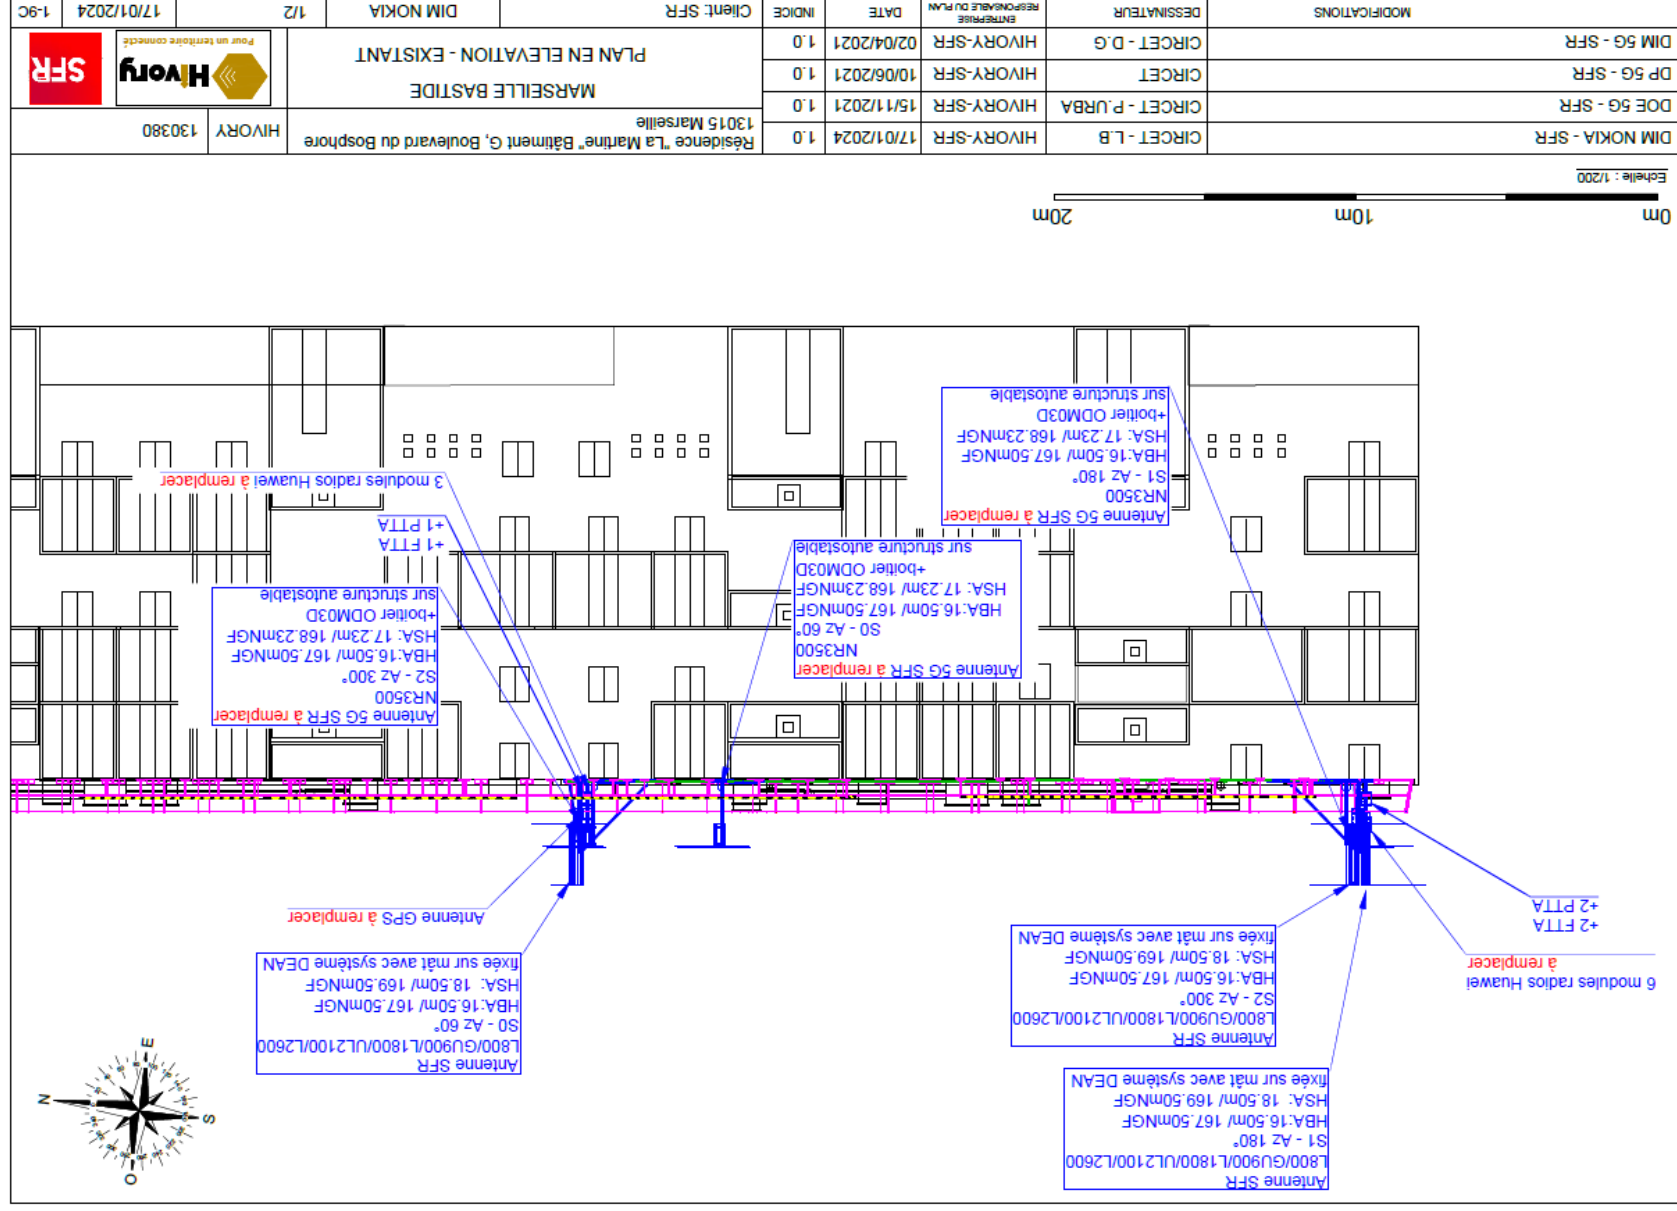 Antenne SFR
L800/GU900/L1800/UL2100/L2600
S1 - Az 180°
HBA:16.50m/ 167.50mNGF
HSA: 18.50m/ 169.50mNGF
fixée sur mât avec système DEAN
O
S
N
E
Antenne SFR
L800/GU900/L1800/UL2100/L2600
S2 - Az 300°
HBA:16.50m/ 167.50mNGF
HSA: 18.50m/ 169.50mNGF
fixée sur mât avec système DEAN
Antenne SFR
L800/GU900/L1800/UL2100/L2600
S0 - Az 60°
HBA:16.50m/ 167.50mNGF
HSA: 18.50m/ 169.50mNGF
fixée sur mât avec système DEAN
6 modules radios Huawei
à remplacer
+2 FTTA
+2 PTTA
Antenne GPS à remplacer
Antenne 5G SFR à remplacer
NR3500
S2 - Az 300°
HBA:16.50m/ 167.50mNGF
HSA: 17.23m/ 168.23mNGF
+boitier ODM03D
sur structure autostable
Antenne 5G SFR à remplacer
NR3500
S0 - Az 60°
HBA:16.50m/ 167.50mNGF
HSA: 17.23m/ 168.23mNGF
+boitier ODM03D
sur structure autostable
+1 FTTA
+1 PTTA
Antenne 5G SFR à remplacer
NR3500
S1 - Az 180°
HBA:16.50m/ 167.50mNGF
HSA: 17.23m/ 168.23mNGF
+boitier ODM03D
sur structure autostable
3 modules radios Huawei à remplacer
0m 10m 20m
Echelle : 1/200
DIM NOKIA - SFR CIRCET - L.B HIVORY-SFR 17/01/2024 1.0
DOE 5G - SFR CIRCET - P.URBA HIVORY-SFR 15/11/2021 1.0
DP 5G - SFR CIRCET HIVORY-SFR 10/06/2021 1.0
DIM 5G - SFR CIRCET - D.G HIVORY-SFR 02/04/2021 1.0
MODIFICATIONS DESSINATEUR ENTREPRISE RESPONSABLE DU PLAN DATE INDICE
Résidence "La Martine" Bâtiment G, Boulevard du Bosphore
13015 Marseille
HIVORY 130380
MARSEILLE BASTIDE
PLAN EN ELEVATION - EXISTANT
Hivory
Pour un territoire connecté
SFR
Client: SFR DIM NOKIA 1/2 17/01/2024 1-9C